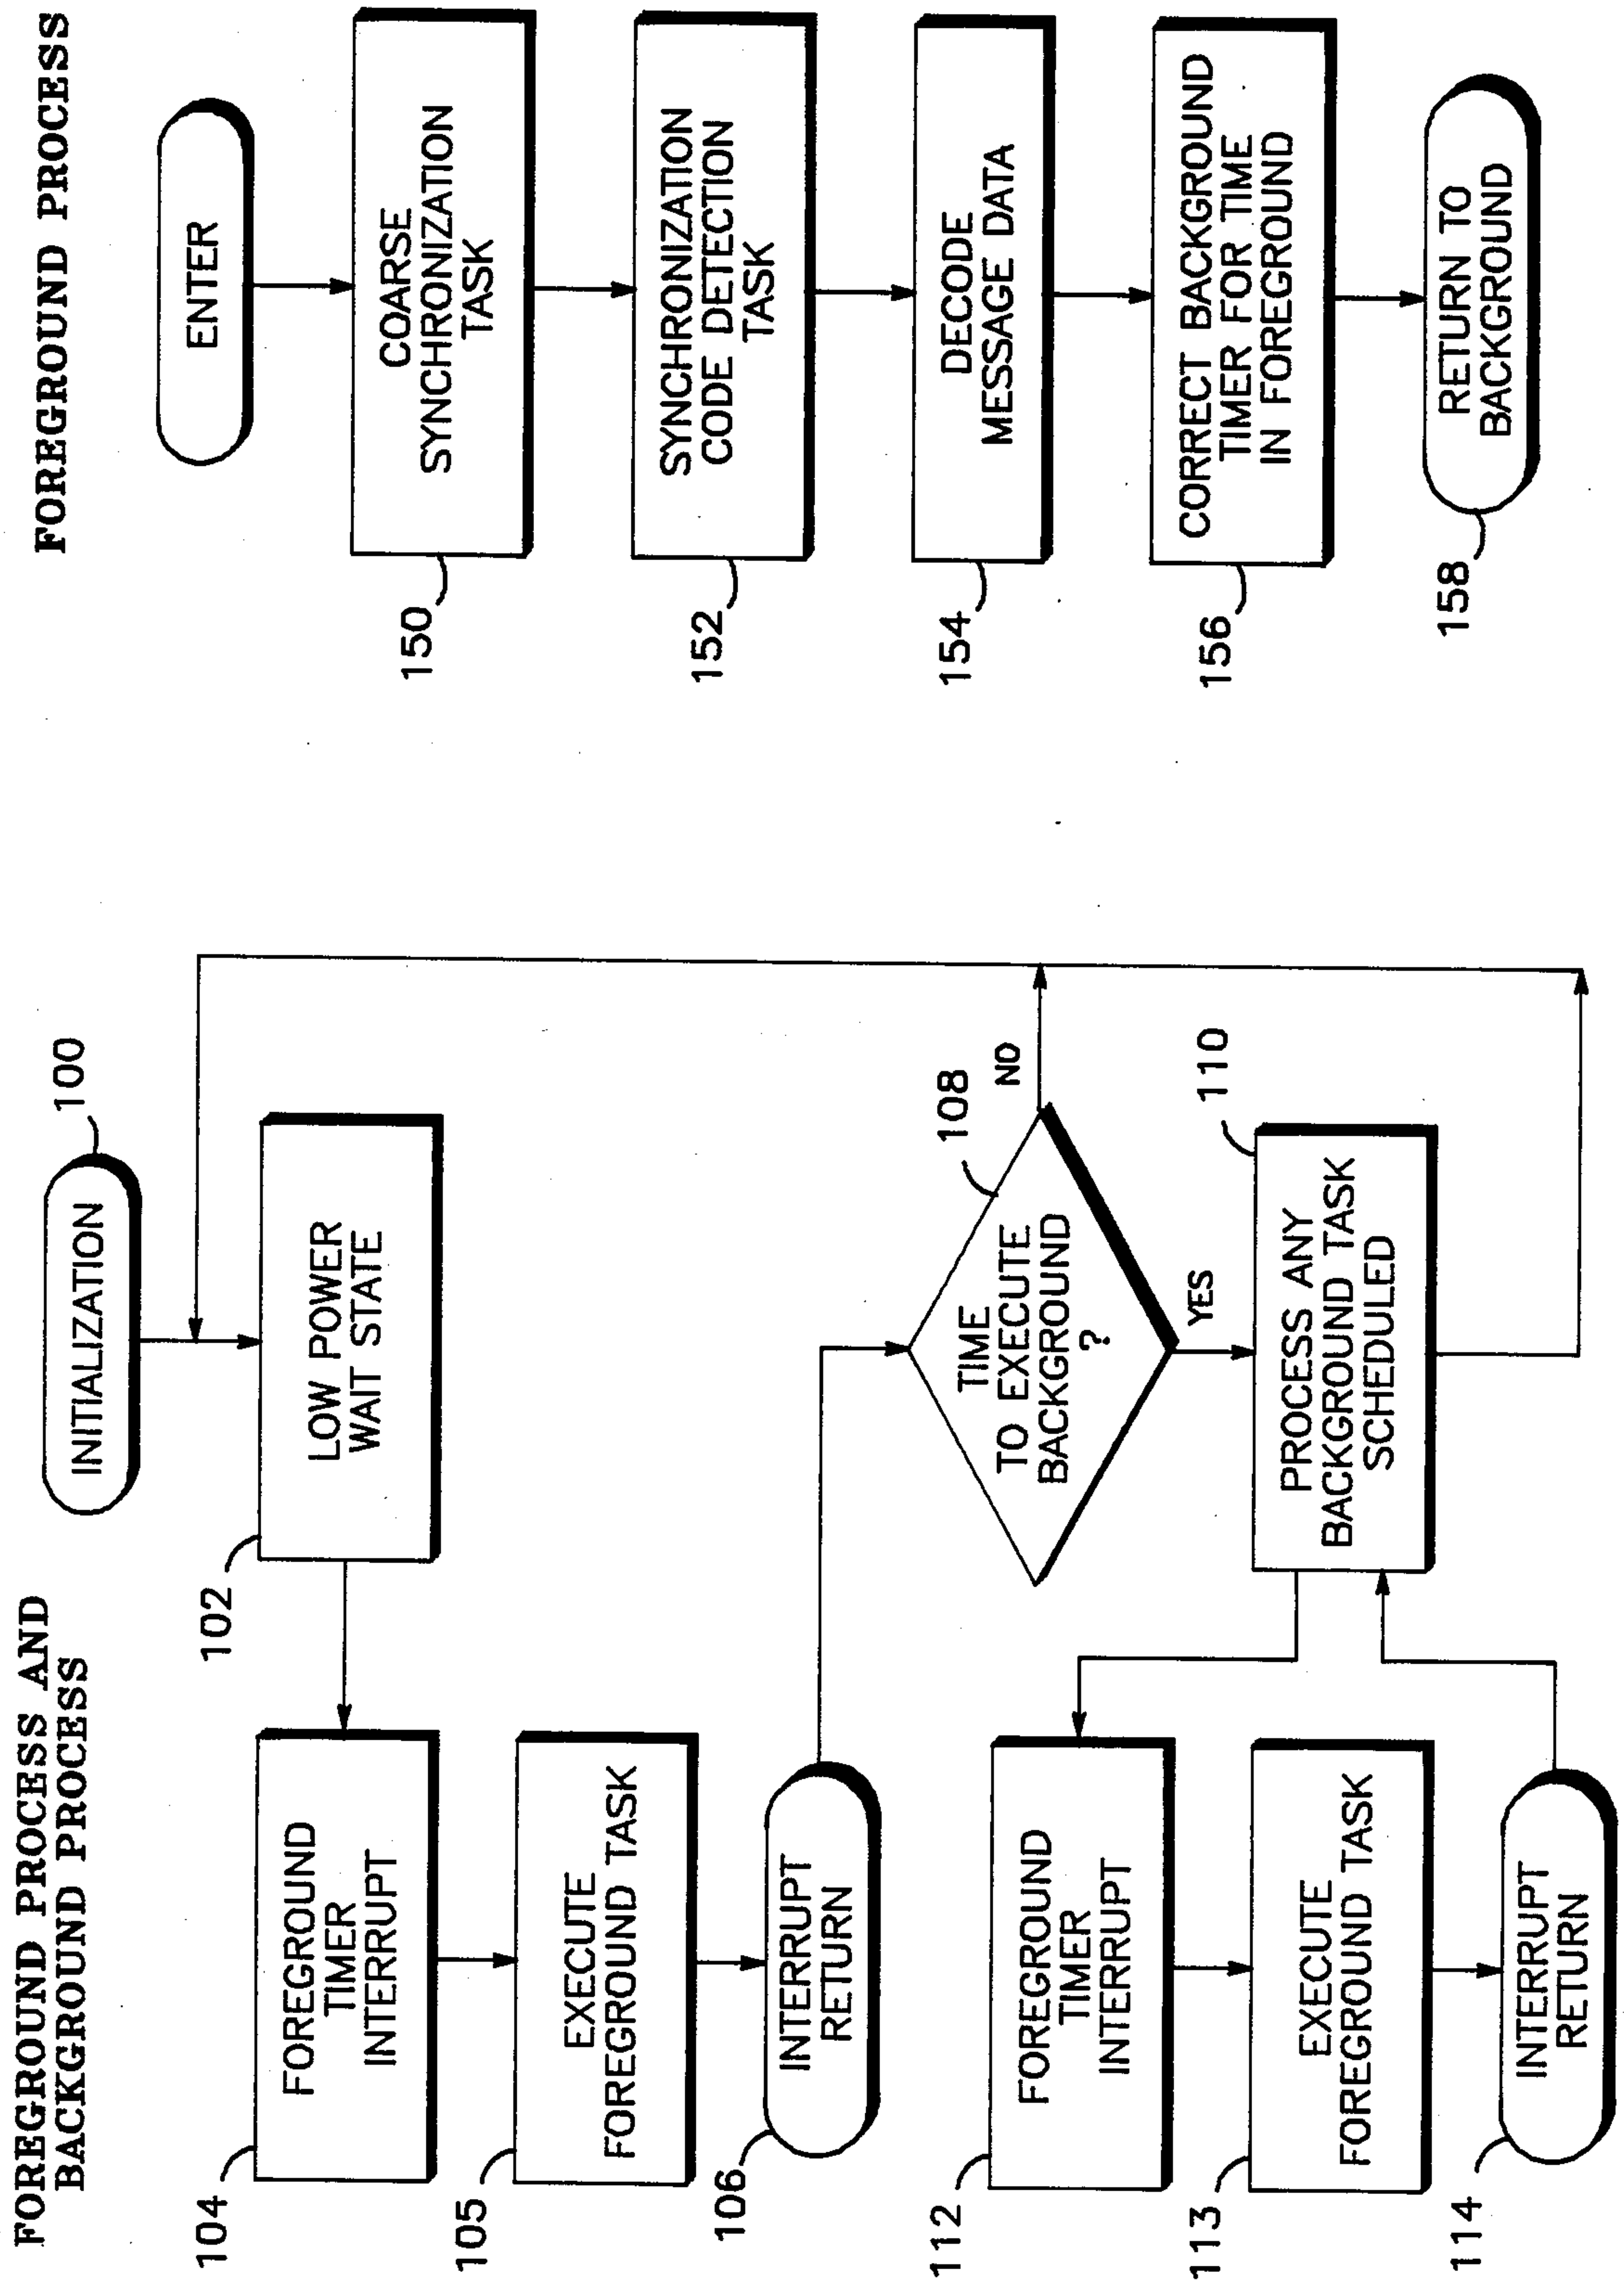 FOREGROUND PROCESS AND
BACKGROUND PROCESS
INITIALIZATION
100
LOW POWER
WAIT STATE
102
FOREGROUND
TIMER
INTERRUPT
104
EXECUTE
FOREGROUND TASK
105
INTERRUPT
RETURN
106
TIME
TO EXECUTE
BACKGROUND
?
108
NO
YES
PROCESS ANY
BACKGROUND TASK
SCHEDULED
110
FOREGROUND
TIMER
INTERRUPT
112
EXECUTE
FOREGROUND TASK
113
INTERRUPT
RETURN
114
FOREGROUND PROCESS
ENTER
COARSE
SYNCHRONIZATION
TASK
150
SYNCHRONIZATION
CODE DETECTION
TASK
152
DECODE
MESSAGE DATA
154
CORRECT BACKGROUND
TIMER FOR TIME
IN FOREGROUND
156
RETURN TO
BACKGROUND
158